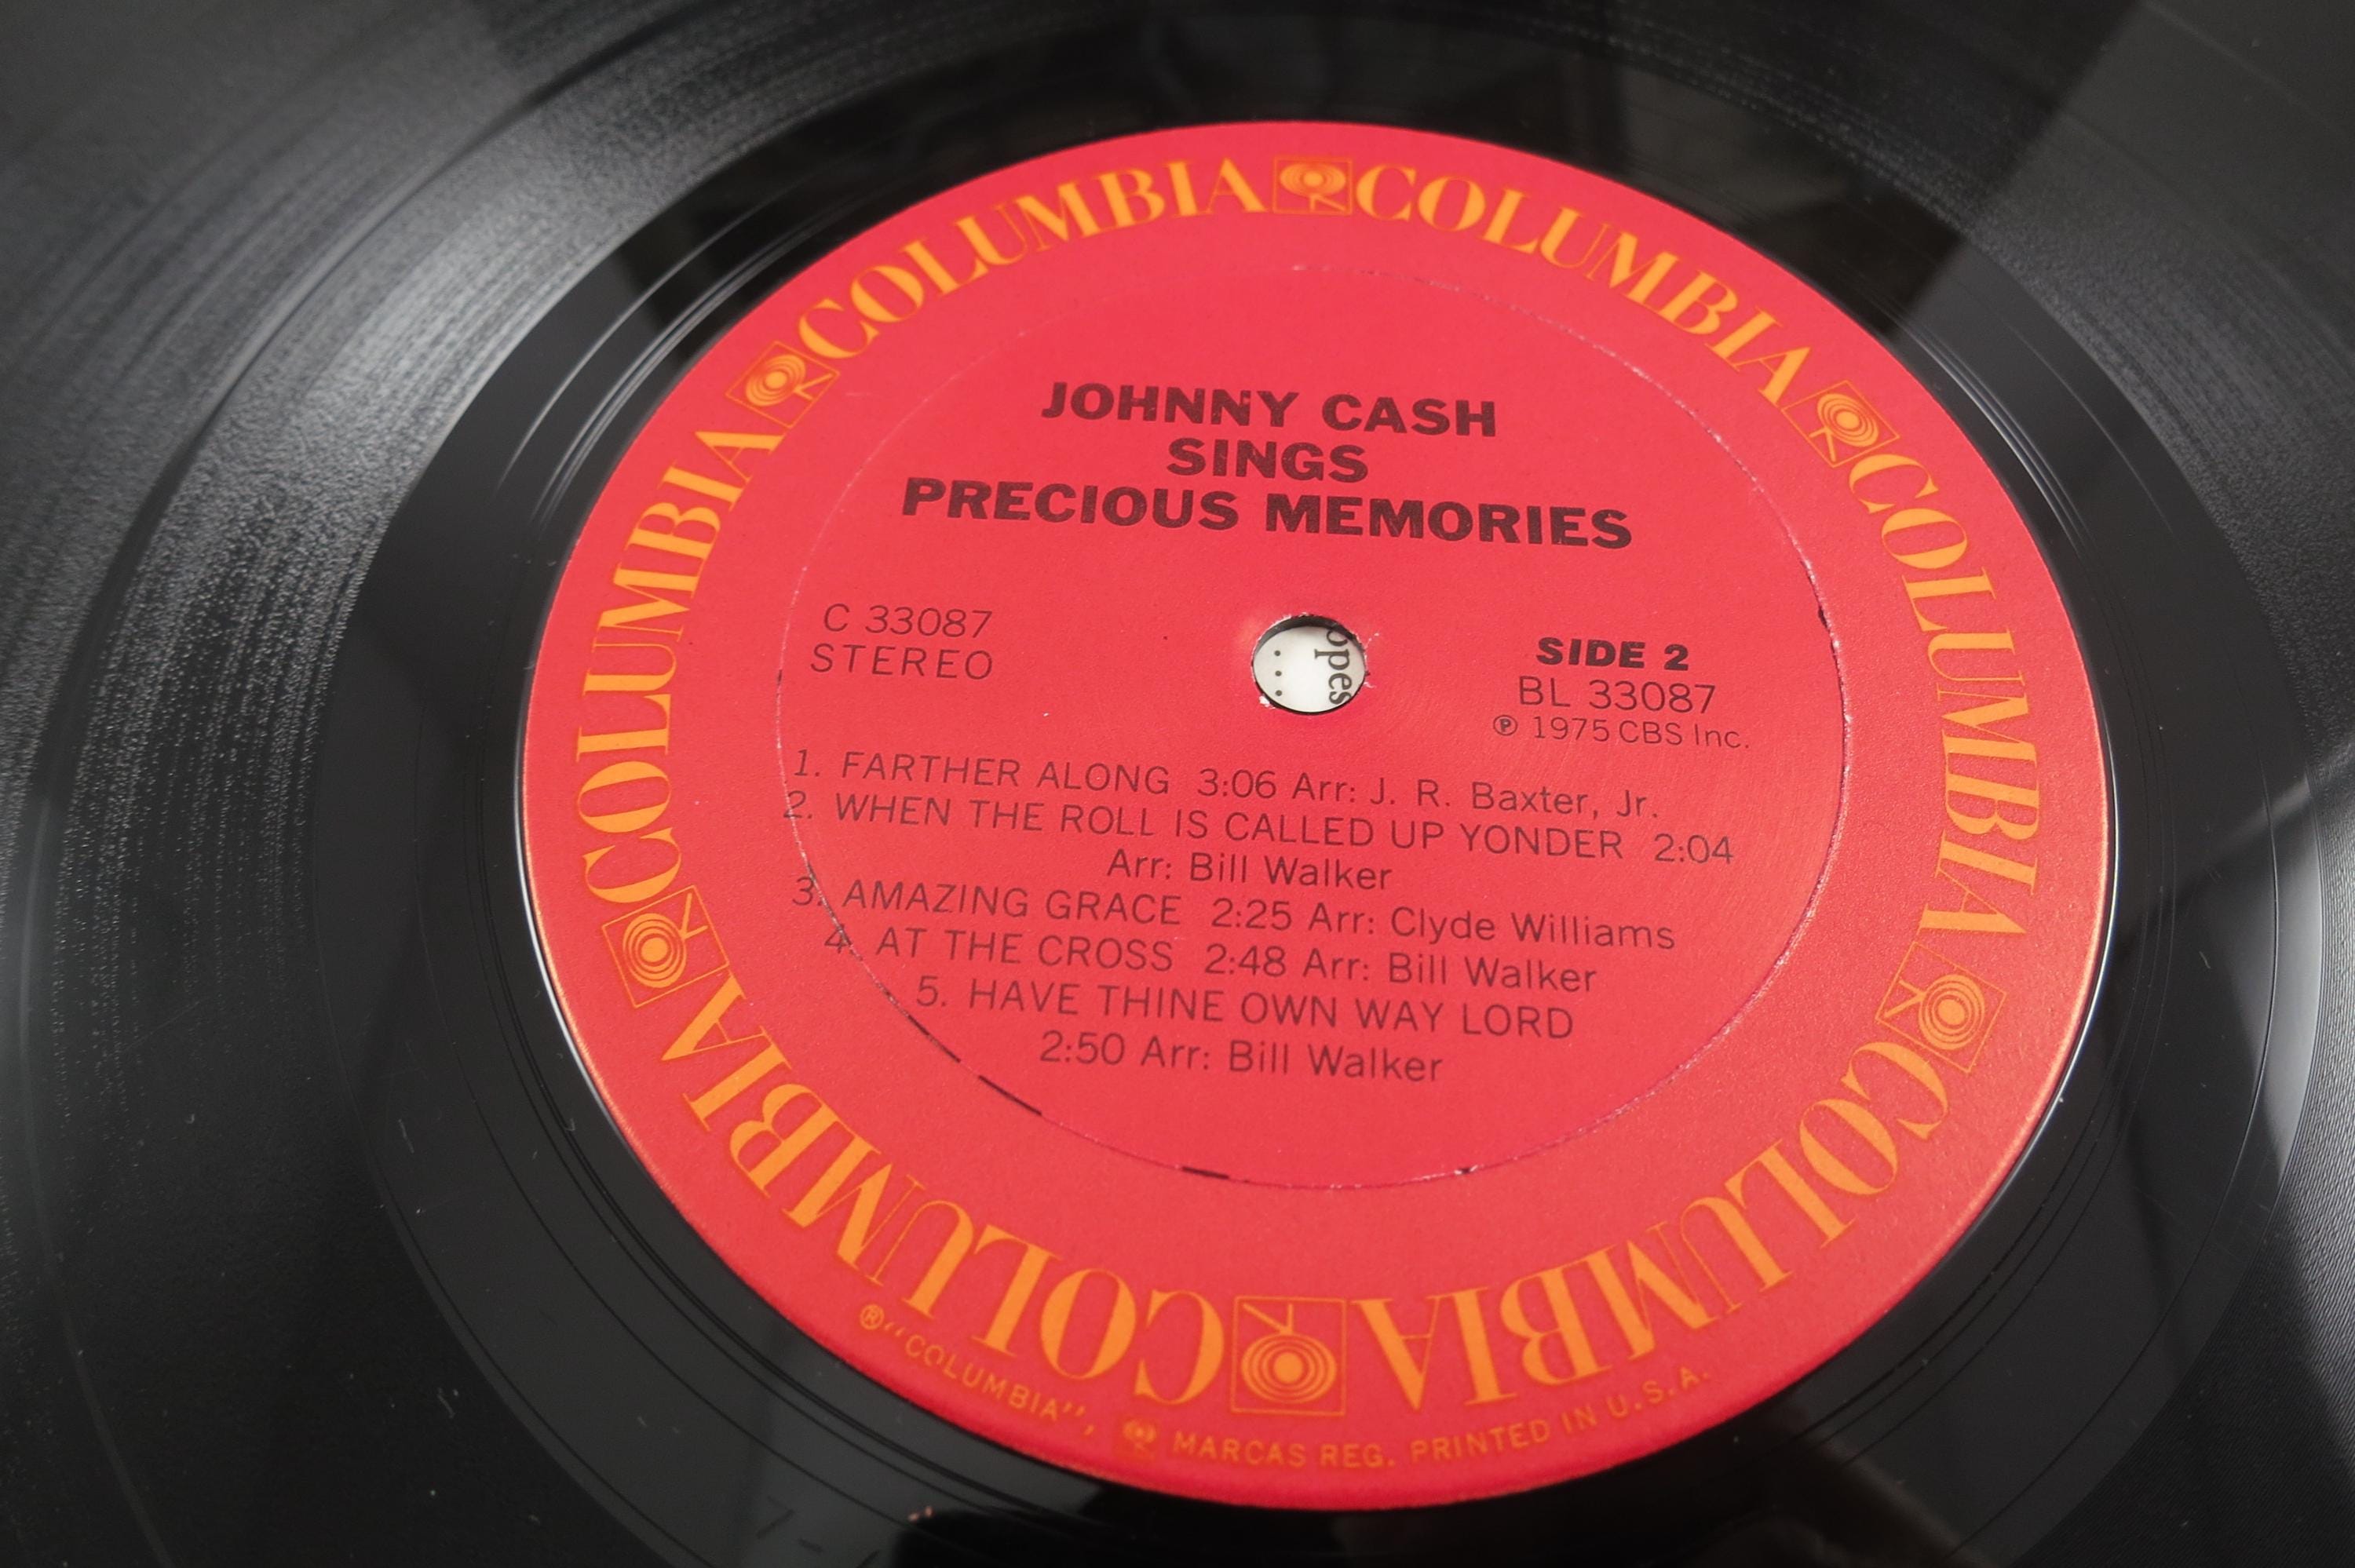 COLUMBIA COLUMBIA COLUMBIA COLUMBIA COLUMBIA COLUMBIA
JOHNNY CASH
SINGS
PRECIOUS MEMORIES
C 33087
STEREO
opes
...
SIDE 2
BL 33087
℗ 1975 CBS Inc.
1. FARTHER ALONG 3:06 Arr: J. R. Baxter, Jr.
2. WHEN THE ROLL IS CALLED UP YONDER 2:04
Arr: Bill Walker
3. AMAZING GRACE 2:25 Arr: Clyde Williams
4. AT THE CROSS 2:48 Arr: Bill Walker
5. HAVE THINE OWN WAY LORD
2:50 Arr: Bill Walker
®"COLUMBIA", MARCAS REG. PRINTED IN U.S.A.